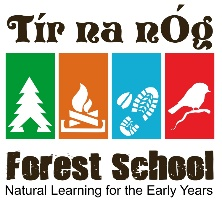 Tír na nÓg
Forest School
Natural Learning for the Early Years